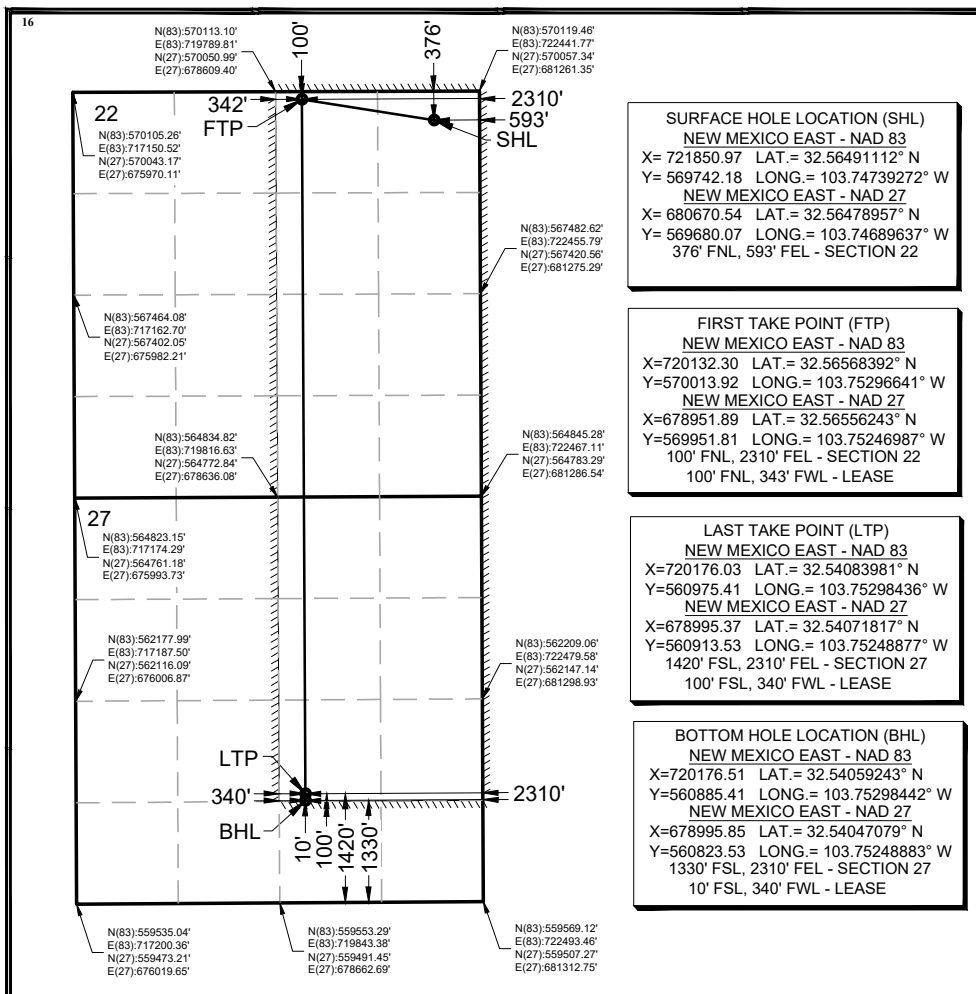 16
N(83):570113.10'
E(83):719789.81'
N(27):570050.99'
E(27):678609.40'
100'
376'
N(83):570119.46'
E(83):722441.77'
N(27):570057.34'
E(27):681261.35'
342'
FTP
2310'
593'
SHL
22
N(83):570105.26'
E(83):717150.52'
N(27):570043.17'
E(27):675970.11'
N(83):567482.62'
E(83):722455.79'
N(27):567420.56'
E(27):681275.29'
N(83):567464.08'
E(83):717162.70'
N(27):567402.05'
E(27):675982.21'
N(83):564834.82'
E(83):719816.63'
N(27):564772.84'
E(27):678636.08'
N(83):564845.28'
E(83):722467.11'
N(27):564783.29'
E(27):681286.54'
27
N(83):564823.15'
E(83):717174.29'
N(27):564761.18'
E(27):675993.73'
N(83):562177.99'
E(83):717187.50'
N(27):562116.09'
E(27):676006.87'
N(83):562209.06'
E(83):722479.58'
N(27):562147.14'
E(27):681298.93'
LTP
340'
2310'
BHL
10'
100'
1420'
1330'
N(83):559535.04'
E(83):717200.36'
N(27):559473.21'
E(27):676019.65'
N(83):559553.29'
E(83):719843.38'
N(27):559491.45'
E(27):678662.69'
N(83):559569.12'
E(83):722493.46'
N(27):559507.27'
E(27):681312.75'
SURFACE HOLE LOCATION (SHL)
NEW MEXICO EAST - NAD 83
X= 721850.97 LAT.= 32.56491112° N
Y= 569742.18 LONG.= 103.74739272° W
NEW MEXICO EAST - NAD 27
X= 680670.54 LAT.= 32.56478957° N
Y= 569680.07 LONG.= 103.74689637° W
376' FNL, 593' FEL - SECTION 22
FIRST TAKE POINT (FTP)
NEW MEXICO EAST - NAD 83
X=720132.30 LAT.= 32.56568392° N
Y=570013.92 LONG.= 103.75296641° W
NEW MEXICO EAST - NAD 27
X=678951.89 LAT.= 32.56556243° N
Y=569951.81 LONG.= 103.75246987° W
100' FNL, 2310' FEL - SECTION 22
100' FNL, 343' FWL - LEASE
LAST TAKE POINT (LTP)
NEW MEXICO EAST - NAD 83
X=720176.03 LAT.= 32.54083981° N
Y=560975.41 LONG.= 103.75298436° W
NEW MEXICO EAST - NAD 27
X=678995.37 LAT.= 32.54071817° N
Y=560913.53 LONG.= 103.75248877° W
1420' FSL, 2310' FEL - SECTION 27
100' FSL, 340' FWL - LEASE
BOTTOM HOLE LOCATION (BHL)
NEW MEXICO EAST - NAD 83
X=720176.51 LAT.= 32.54059243° N
Y=560885.41 LONG.= 103.75298442° W
NEW MEXICO EAST - NAD 27
X=678995.85 LAT.= 32.54047079° N
Y=560823.53 LONG.= 103.75248883° W
1330' FSL, 2310' FEL - SECTION 27
10' FSL, 340' FWL - LEASE